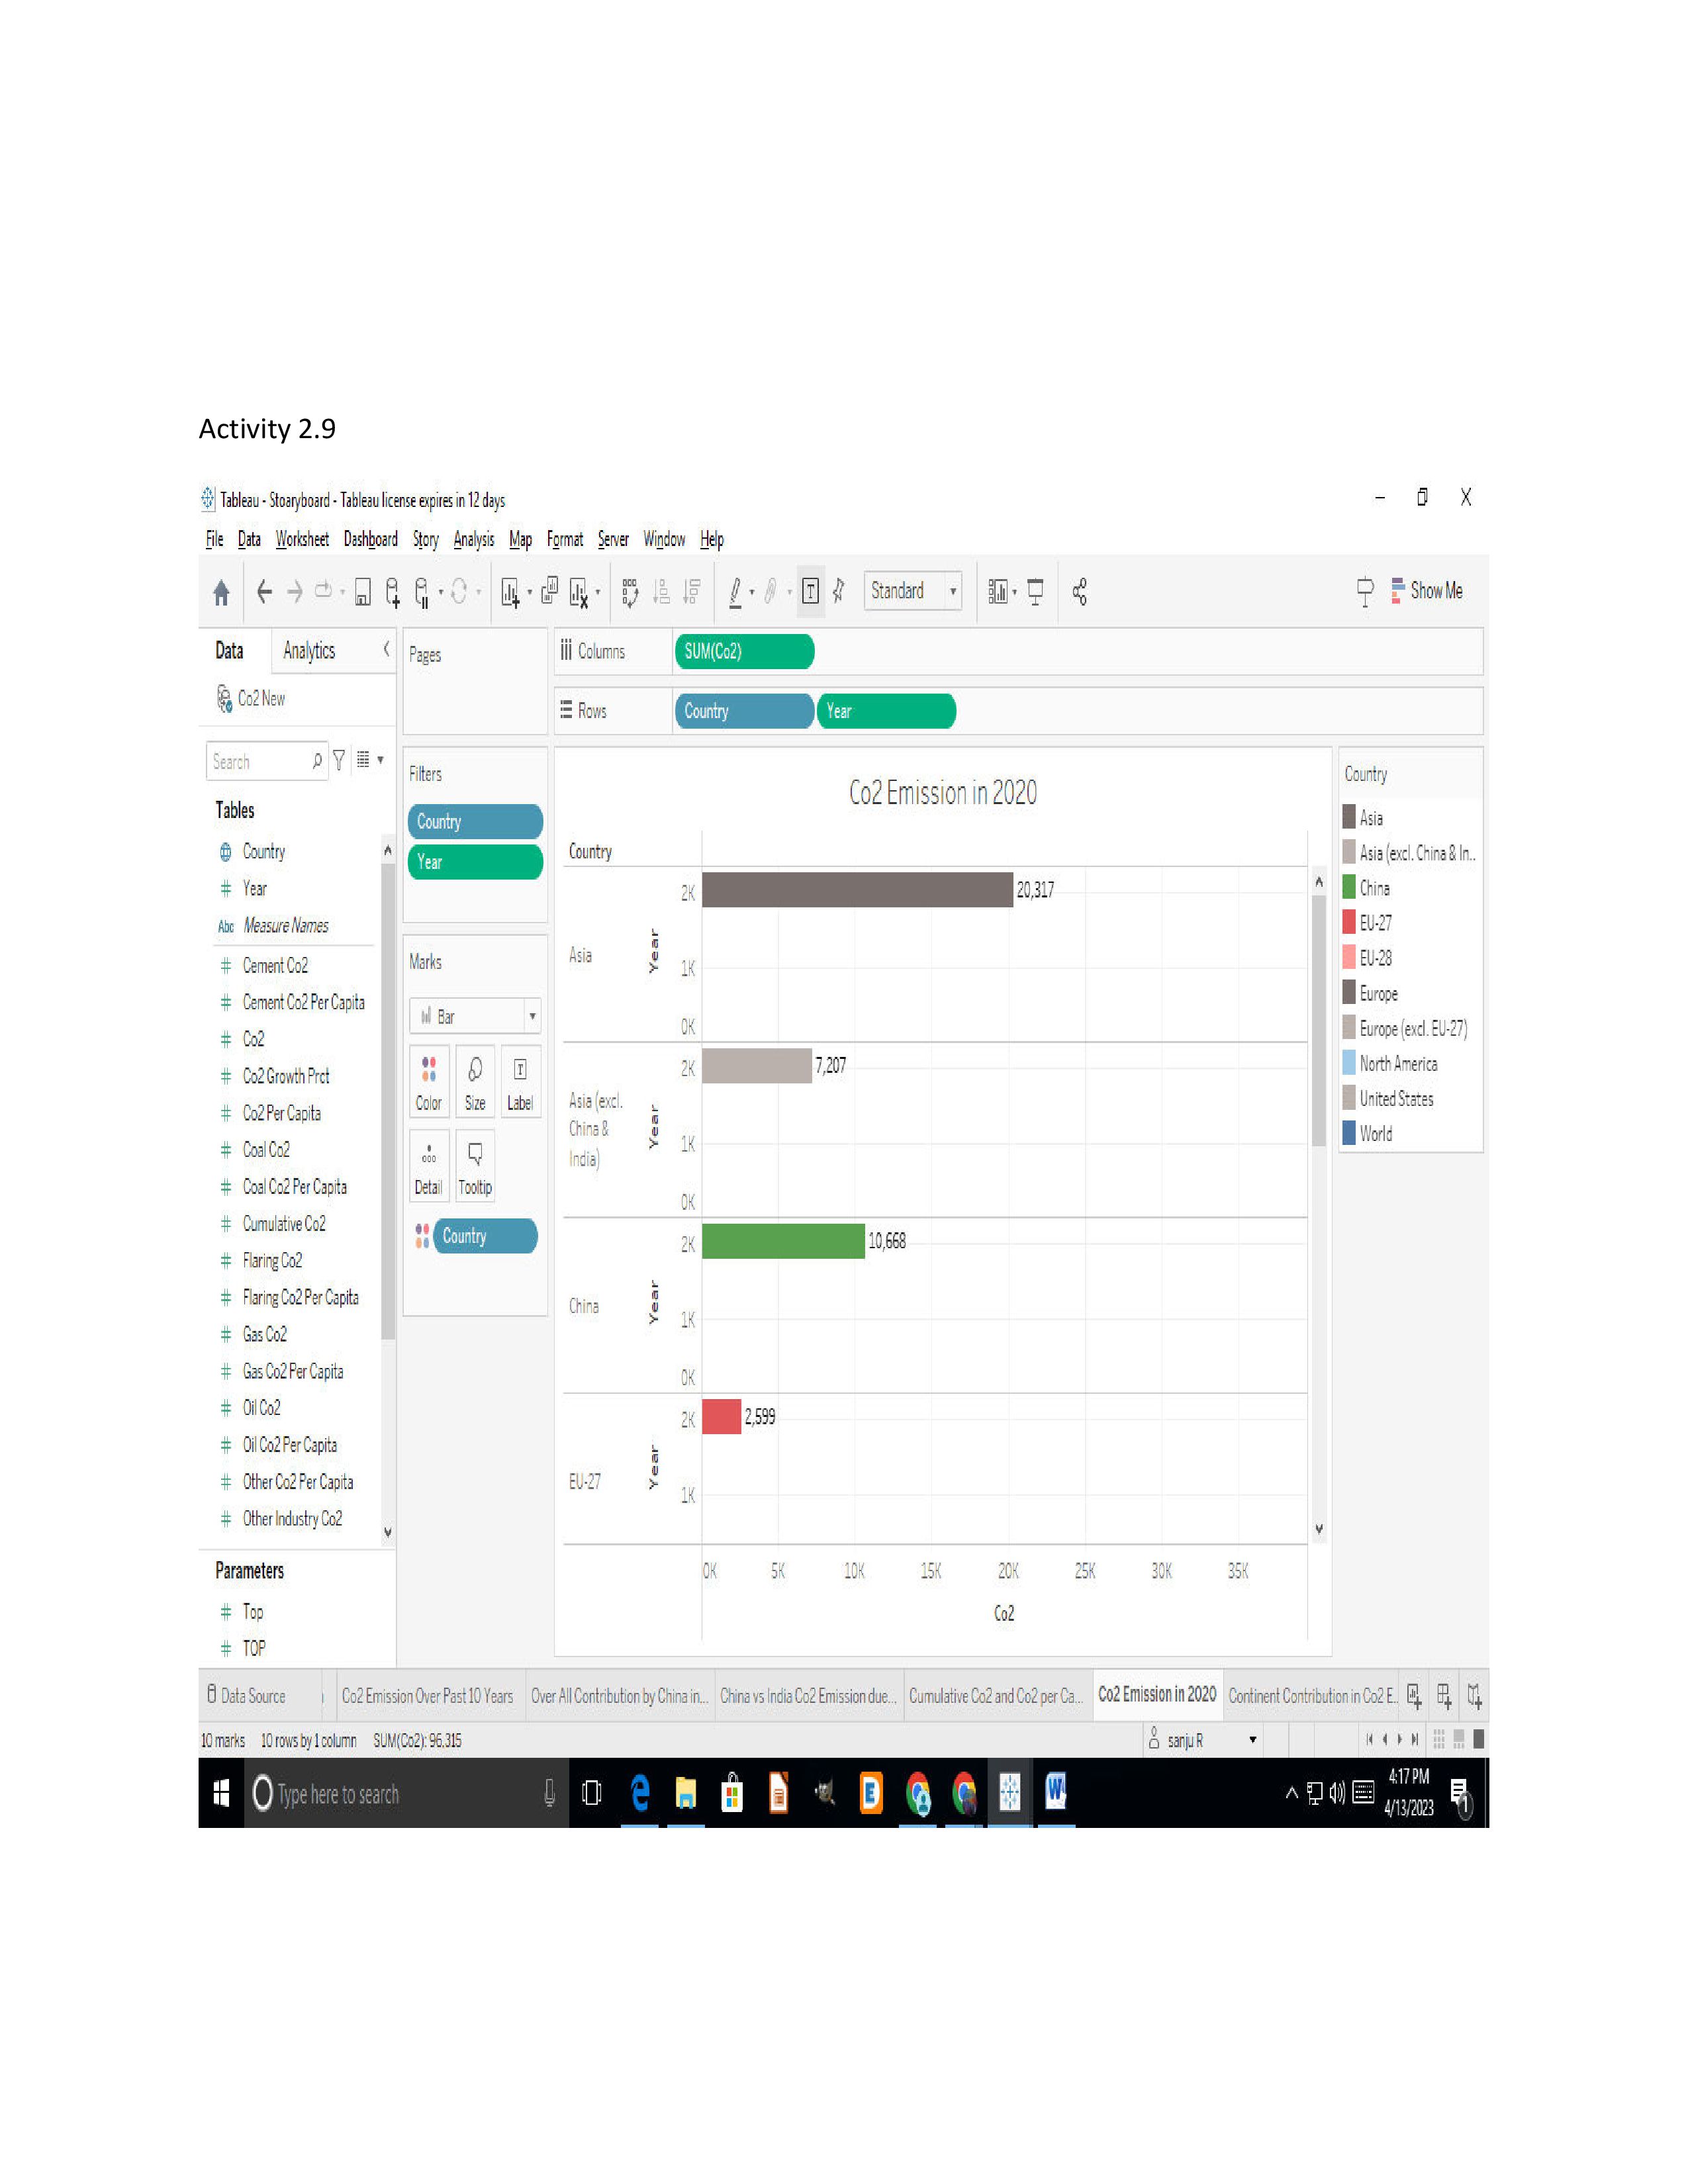 Activity 2.9
Tableau - Stoaryboard - Tableau license expires in 12 days
File Data Worksheet Dashboard Story Analysis Map Format Server Window Help
Standard
Show Me
Data Analytics
Co2 New
Search
Tables
Country
Year
Abc Measure Names
# Cement Co2
# Cement Co2 Per Capita
# Co2
# Co2 Growth Prct
# Co2 Per Capita
# Coal Co2
# Coal Co2 Per Capita
# Cumulative Co2
# Flaring Co2
# Flaring Co2 Per Capita
# Gas Co2
# Gas Co2 Per Capita
# Oil Co2
# Oil Co2 Per Capita
# Other Co2 Per Capita
# Other Industry Co2
Parameters
# Top
# TOP
Pages
Filters
Country
Year
Marks
Bar
Color Size Label
Detail Tooltip
Country
Columns SUM(Co2)
Rows Country Year
Co2 Emission in 2020
Country
Asia
Year
2K
1K
0K
20,317
Asia (excl.
China &
India)
Year
2K
1K
0K
7,207
China
Year
2K
1K
0K
10,668
EU-27
Year
2K
1K
2,599
0K 5K 10K 15K 20K 25K 30K 35K
Co2
Country
Asia
Asia (excl. China & In..
China
EU-27
EU-28
Europe
Europe (excl. EU-27)
North America
United States
World
Data Source Co2 Emission Over Past 10 Years Over All Contribution by China in... China vs India Co2 Emission due... Cumulative Co2 and Co2 per Ca... Co2 Emission in 2020 Continent Contribution in Co2 E..
10 marks 10 rows by 1 column SUM(Co2): 96,315 sanju R
Type here to search
4:17 PM
4/13/2023
1